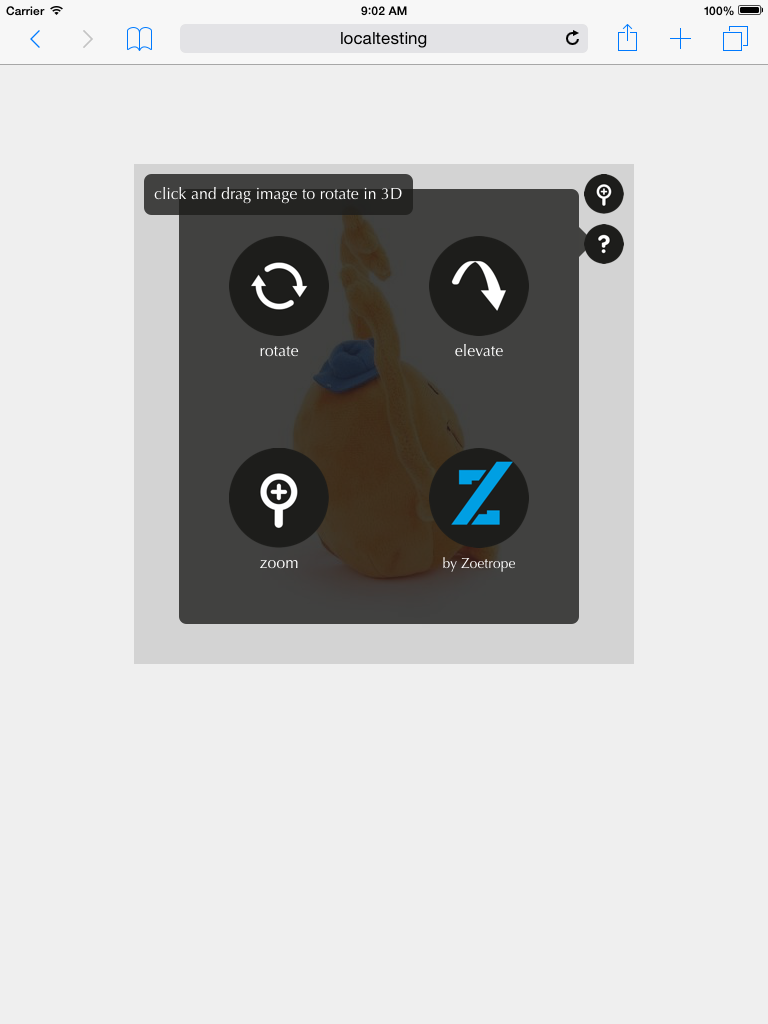 Carrier 9:02 AM 100%
localtesting
click and drag image to rotate in 3D
?
rotate elevate
zoom by Zoetrope